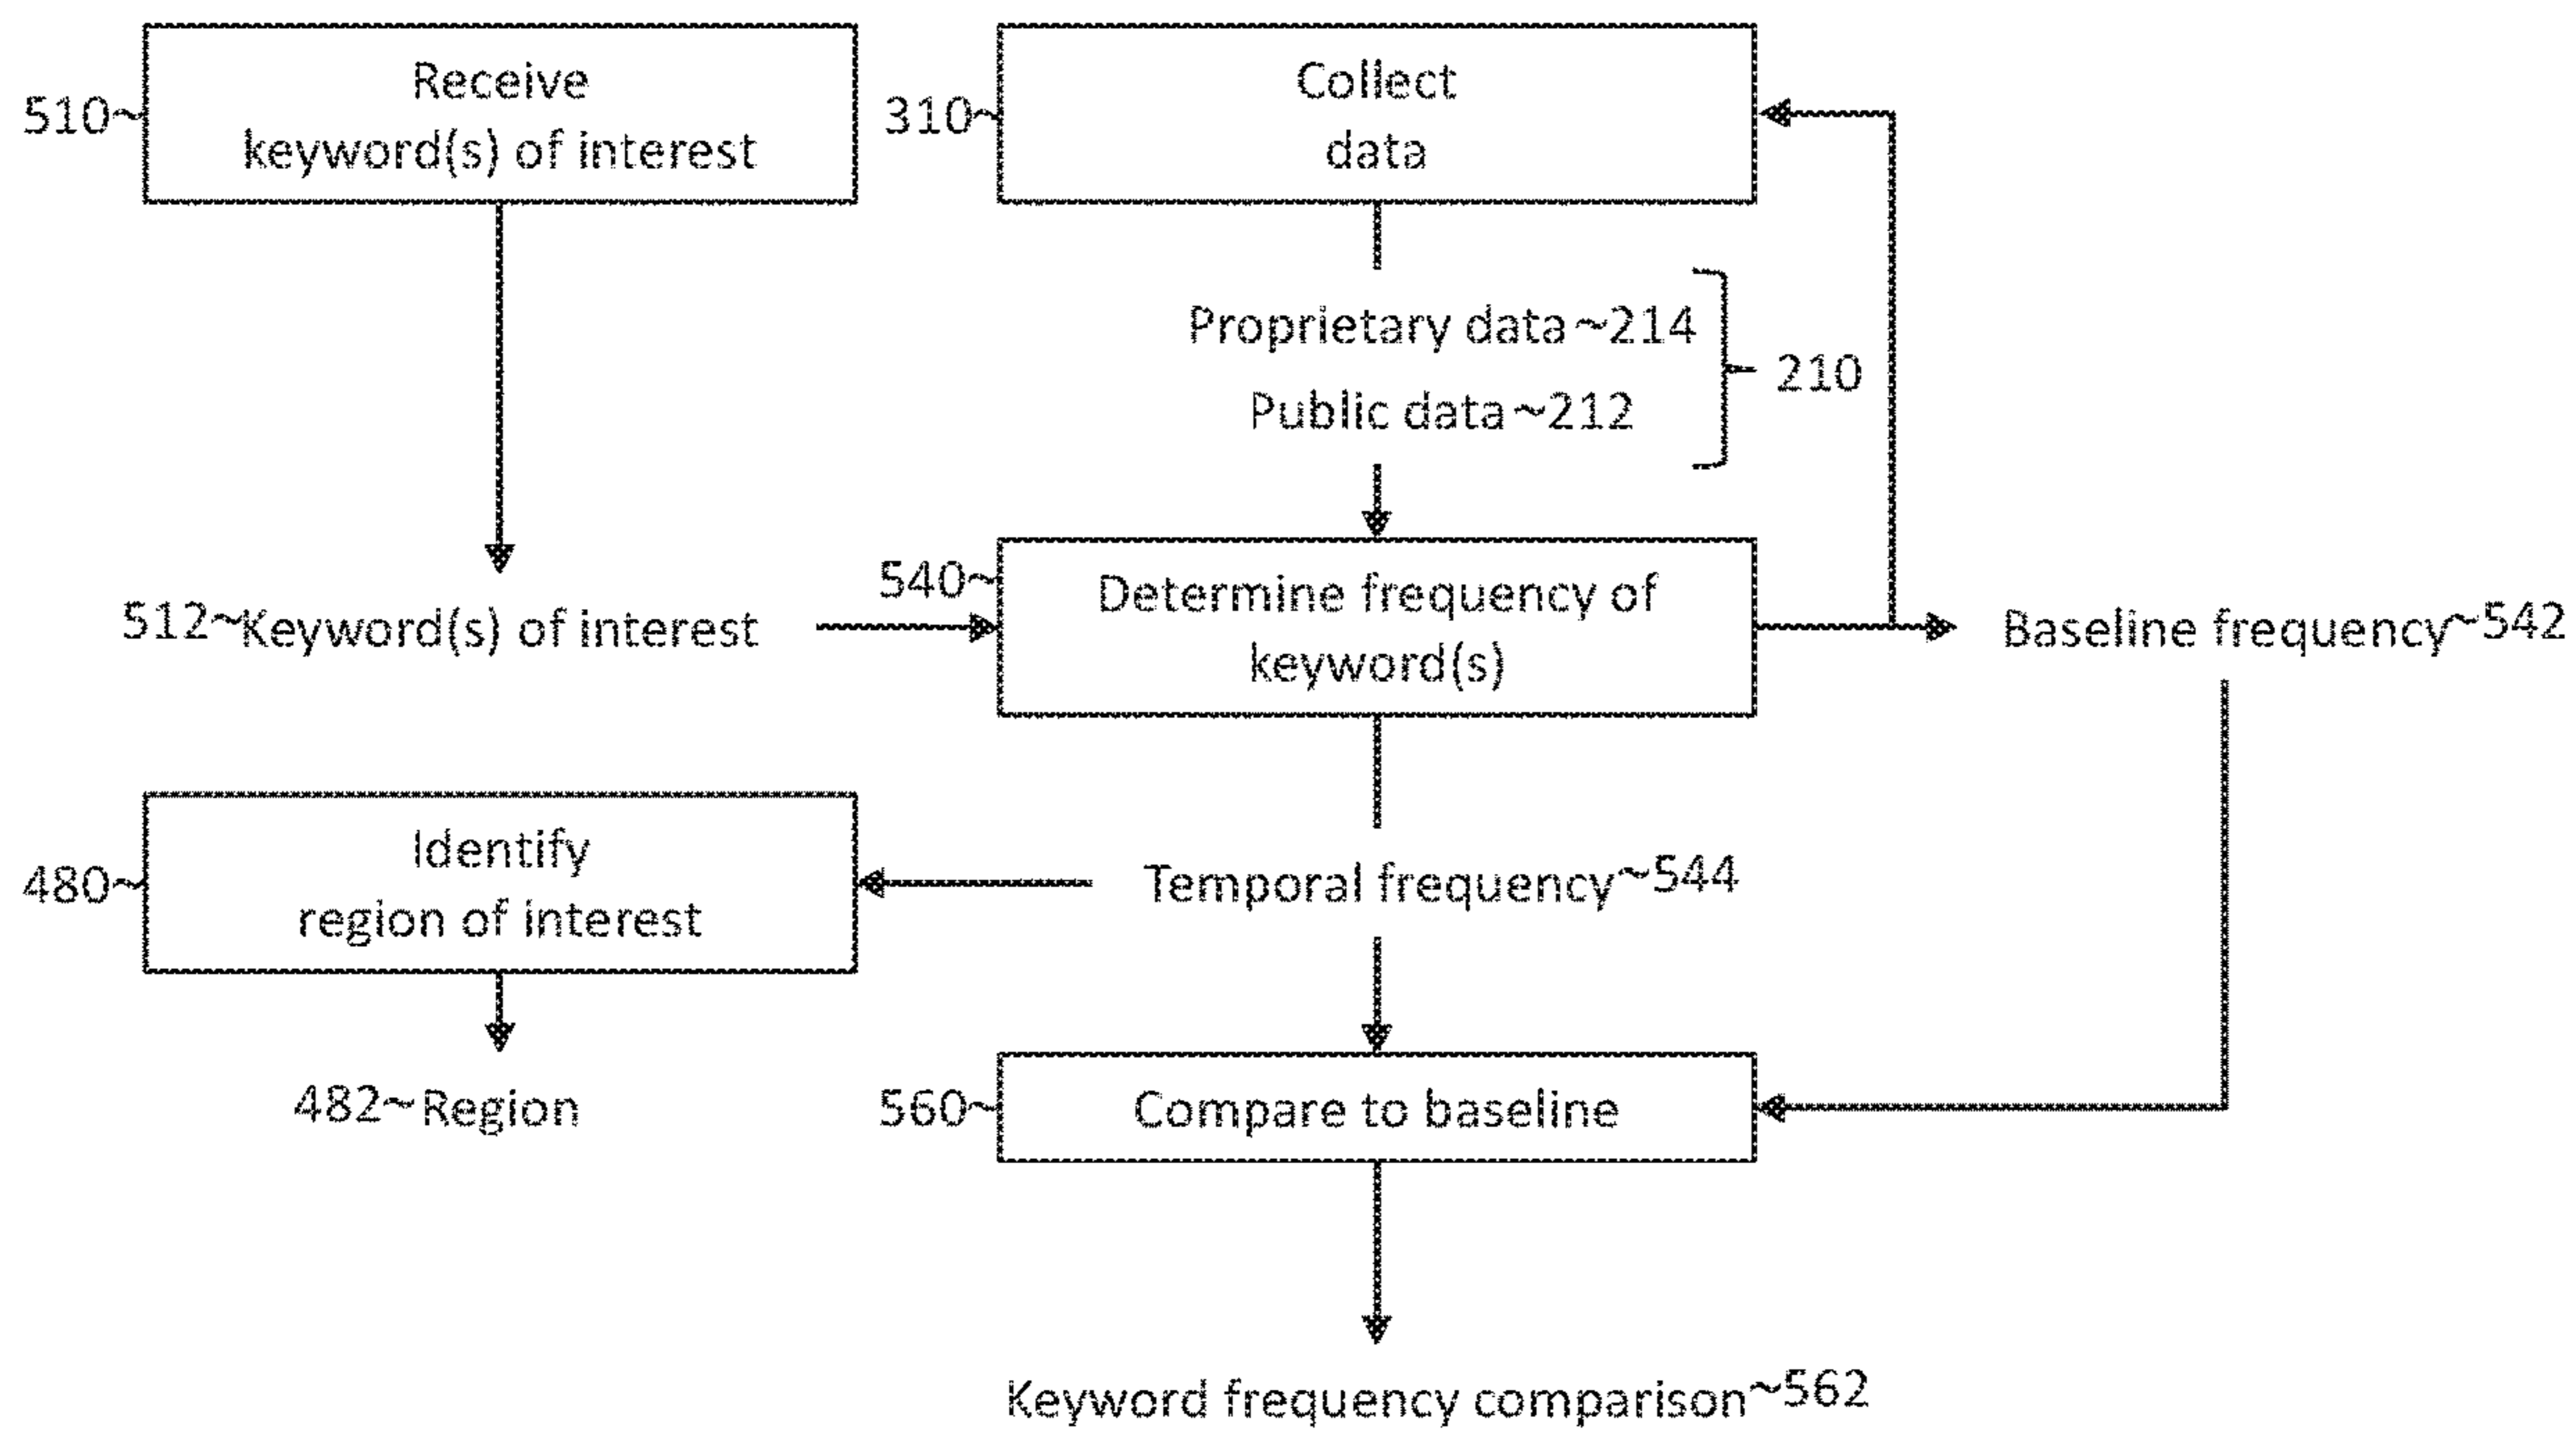 510~
Receive
keyword(s) of interest
310~
Collect
data
Proprietary data~214
Public data~212
210
512~Keyword(s) of interest
540~
Determine frequency of
keyword(s)
Baseline frequency~542
480~
Identify
region of interest
Temporal frequency~544
482~Region
560~
Compare to baseline
Keyword frequency comparison~562